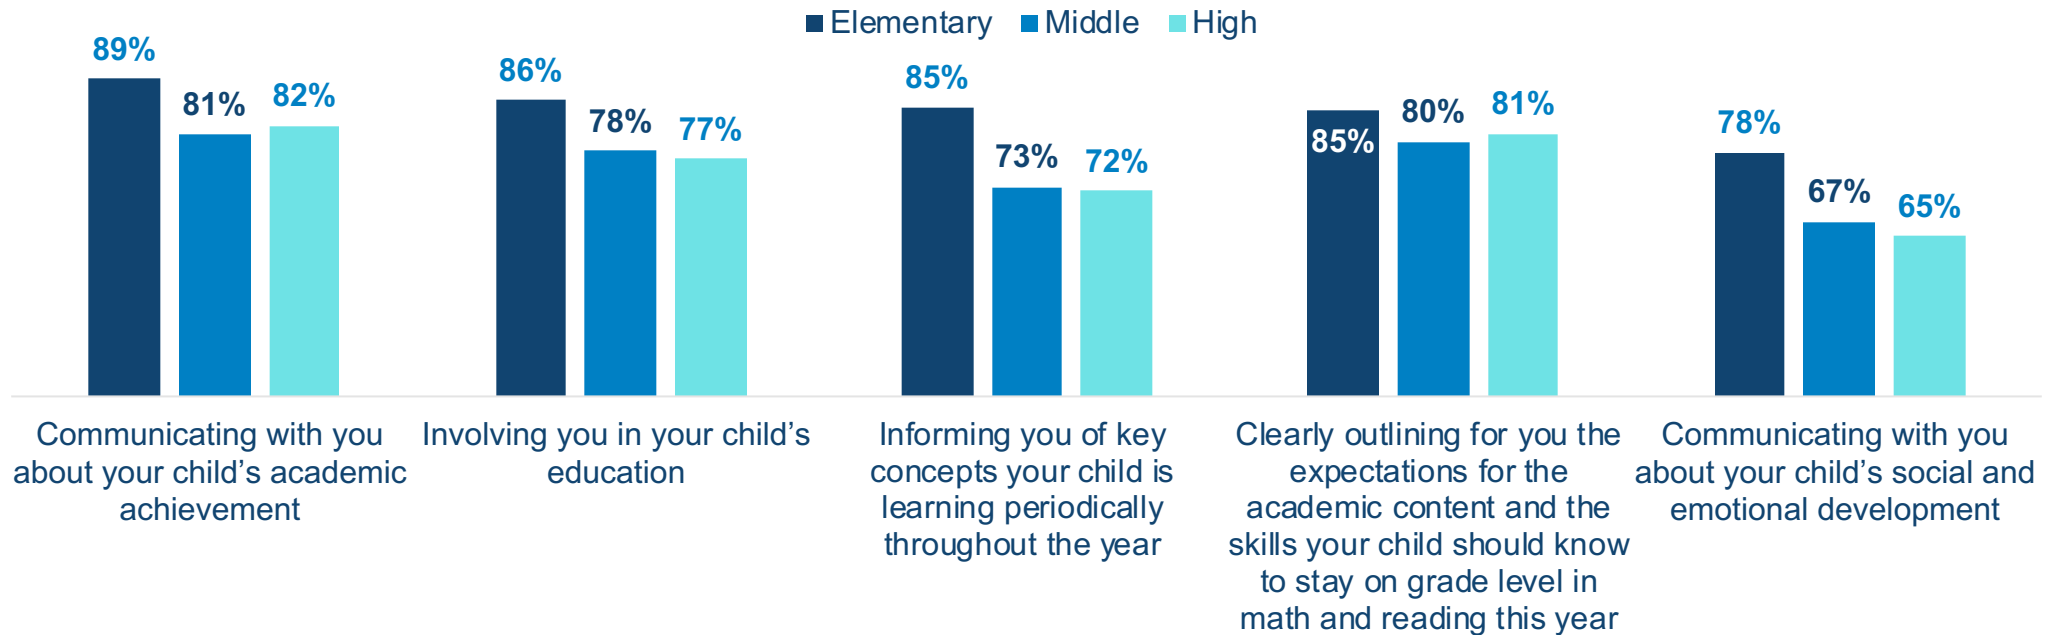 Elementary Middle High
89% 81% 82%
86% 78% 77%
85% 73% 72%
85% 80% 81%
78% 67% 65%
Communicating with you
about your child’s academic
achievement
Involving you in your child’s
education
Informing you of key
concepts your child is
learning periodically
throughout the year
Clearly outlining for you the
expectations for the
academic content and the
skills your child should know
to stay on grade level in
math and reading this year
Communicating with you
about your child’s social and
emotional development